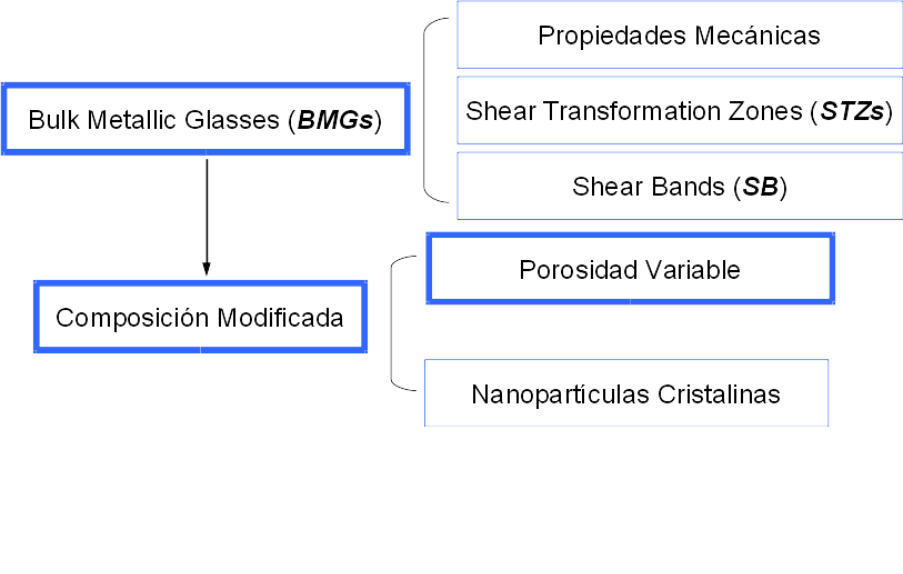 Propiedades Mecánicas
Bulk Metallic Glasses (BMGs)
Shear Transformation Zones (STZs)
Shear Bands (SB)
Porosidad Variable
Composición Modificada
Nanopartículas Cristalinas